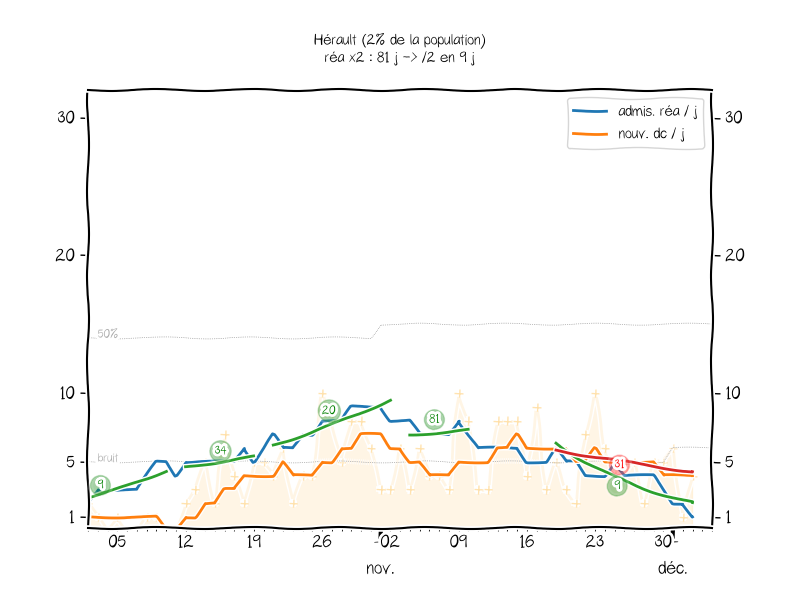 Hérault (2% de la population)
réa x2 : 81 j -> /2 en 9 j
admis. réa / j
nouv. dc / j
30 30
20 20
50%
10 10
20 81
34
bruit
5 5
31
9 9
1 1
05 12 19 26 02 09 16 23 30
nov. déc.